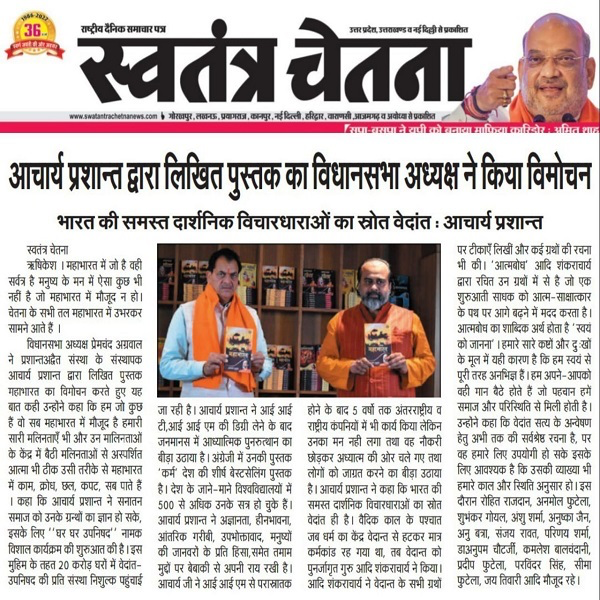 1986-2022
36
राष्ट्रीय दैनिक समाचार पत्र
उत्तर प्रदेश, उत्तराखण्ड व नई दिल्ली से प्रकाशित
स्वतंत्र चेतना
www.swatantrachetnanews.com
गोरखपुर, लखनऊ, प्रयागराज, कानपुर, नई दिल्ली, हरिद्वार, वाराणसी, आजमगढ़ व अयोध्या से प्रकाशित
सपा-बसपा ने यूपी को बनाया माफिया कारिडोर : अमित शाह
आचार्य प्रशान्त द्वारा लिखित पुस्तक का विधानसभा अध्यक्ष ने किया विमोचन
भारत की समस्त दार्शनिक विचारधाराओं का स्रोत वेदांत : आचार्य प्रशान्त
स्वतंत्र चेतना
ऋषिकेश । महाभारत में जो है वही
सर्वत्र है मनुष्य के मन में ऐसा कुछ भी
नही है जो महाभारत में मौजूद न हो।
चेतना के सभी तल महाभारत में उभरकर
सामने आते हैं ।
विधानसभा अध्यक्ष प्रेमचंद अग्रवाल
ने प्रशान्तअद्वैत संस्था के संस्थापक
आचार्य प्रशान्त द्वारा लिखित पुस्तक
महाभारत का विमोचन करते हुए यह
बात कही उन्होंने कहा कि हम जो कुछ
हैं वो सब महाभारत में मौजूद है हमारी
सारी मलिनताएँ भी और उन मालिनताओं
के केंद्र में बैठी मलिनताओं से अस्पर्शित
आत्मा भी ठीक उसी तरीके से महाभारत
में काम, क्रोध, छल, कपट, सब पाते हैं
। कहा कि आचार्य प्रशान्त ने सनातन
समाज को उनके ग्रन्थों का ज्ञान हो सके,
इसके लिए ''घर घर उपनिषद'' नामक
विशाल कार्यक्रम की शुरुआत की है। इस
मुहिम के तहत 20 करोड़ घरों में वेदांत-
उपनिषद की प्रति संस्था निशुल्क पहुंचाई
जा रही है। आचार्य प्रशान्त ने आई आई
टी,आई आई एम की डिग्री लेने के बाद
जनमानस में आध्यात्मिक पुनरुत्थान का
बीड़ा उठाया है। अंग्रेजी में उनकी पुस्तक
'कर्म' देश की शीर्ष बेस्टसेलिंग पुस्तक
है। देश के जाने-माने विश्वविद्यालयों में
500 से अधिक उनके सत्र हो चुके हैं।
आचार्य प्रशान्त ने अज्ञानता, हीनभावना,
आंतरिक गरीबी, उपभोक्तावाद, मनुष्यों
की जानवरों के प्रति हिंसा,समेत तमाम
मुद्दों पर बेबाकी से अपनी राय रखी है।
आचार्य जी ने आई आई एम से परास्नातक
होने के बाद 5 वर्षो तक अंतरराष्ट्रीय व
राष्ट्रीय कंपनियों में भी कार्य किया लेकिन
उनका मन नही लगा तथा वह नौकरी
छोड़कर अध्यात्म की ओर चले गए तथा
लोगों को जाग्रत करने का बीड़ा उठाया
है। आचार्य प्रशान्त ने कहा कि भारत की
समस्त दार्शनिक विचारधाराओं का स्रोत
वेदांत ही है। वैदिक काल के पश्चात
जब धर्म का केंद्र वेदान्त से हटकर मात्र
कर्मकांड रह गया था, तब वेदान्त को
पुनर्जागृत गुरु आदि शंकराचार्य ने किया।
आदि शंकराचार्य ने वेदान्त के सभी ग्रंथों
पर टीकाएँ लिखीं और कई ग्रंथों की रचना
भी की। 'आत्मबोध' आदि शंकराचार्य
द्वारा रचित उन ग्रंथों में से है जो एक
शुरुआती साधक को आत्म-साक्षात्कार
के पथ पर आगे बढ़ने में मदद करता है।
आत्मबोध का शाब्दिक अर्थ होता है 'स्वयं
को जानना'। हमारे सारे कष्टों और दुःखों
के मूल में यही कारण है कि हम स्वयं से
पूरी तरह अनभिज्ञ हैं। हम अपने-आपको
वही गान बैठे होते हैं जो पहचान हमें
समाज और परिस्थिति से मिली होती है।
उन्होंने कहा कि वेदांत सत्य के अन्वेषण
हेतु अभी तक की सर्वश्रेष्ठ रचना है, पर
वह हमारे लिए उपयोगी हो सके इसके
लिए आवश्यक है कि उसकी व्याख्या भी
हमारे काल और स्थिति अनुसार हो। इस
दौरान रोहित राजदान, अनमोल फुटेला,
शुभंकर गोयल, अंशु शर्मा, अनुष्का जैन,
अनु बत्रा, संजय रावत, परिणय शर्मा,
डाअनुपम चौटर्जी, कमलेश बालचंदानी,
प्रदीप फुटेला, परविंदर सिंह, सीमा
फुटेला, जय तिवारी आदि मौजूद रहे।